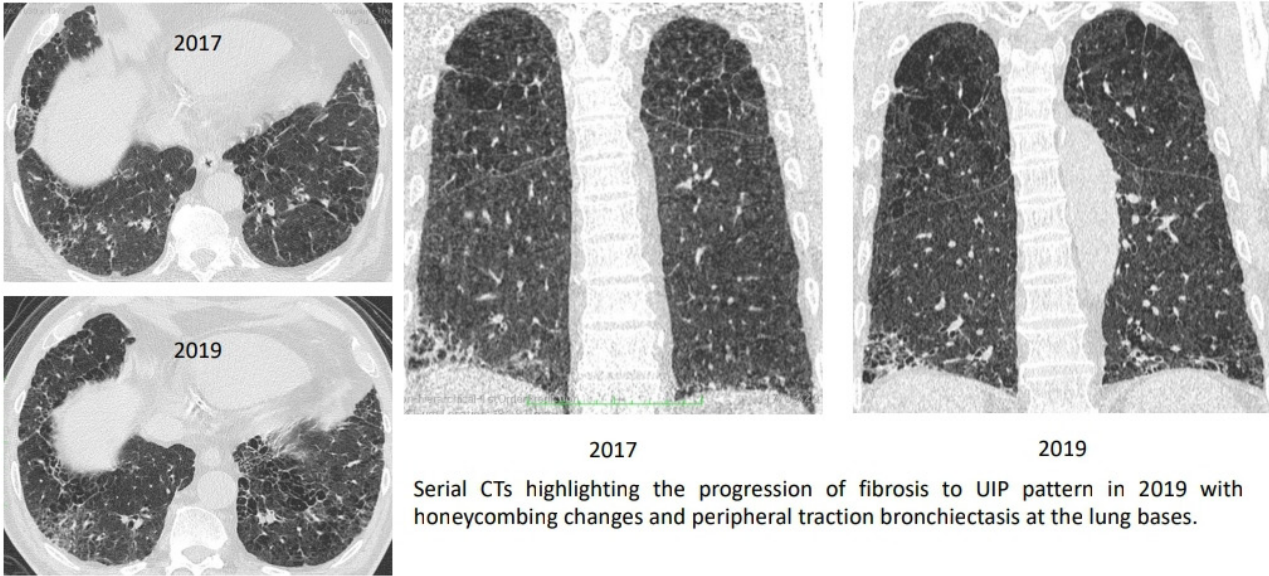 2017
2019
2017
2019
Serial CTs highlighting the progression of fibrosis to UIP pattern in 2019 with
honeycombing changes and peripheral traction bronchiectasis at the lung bases.